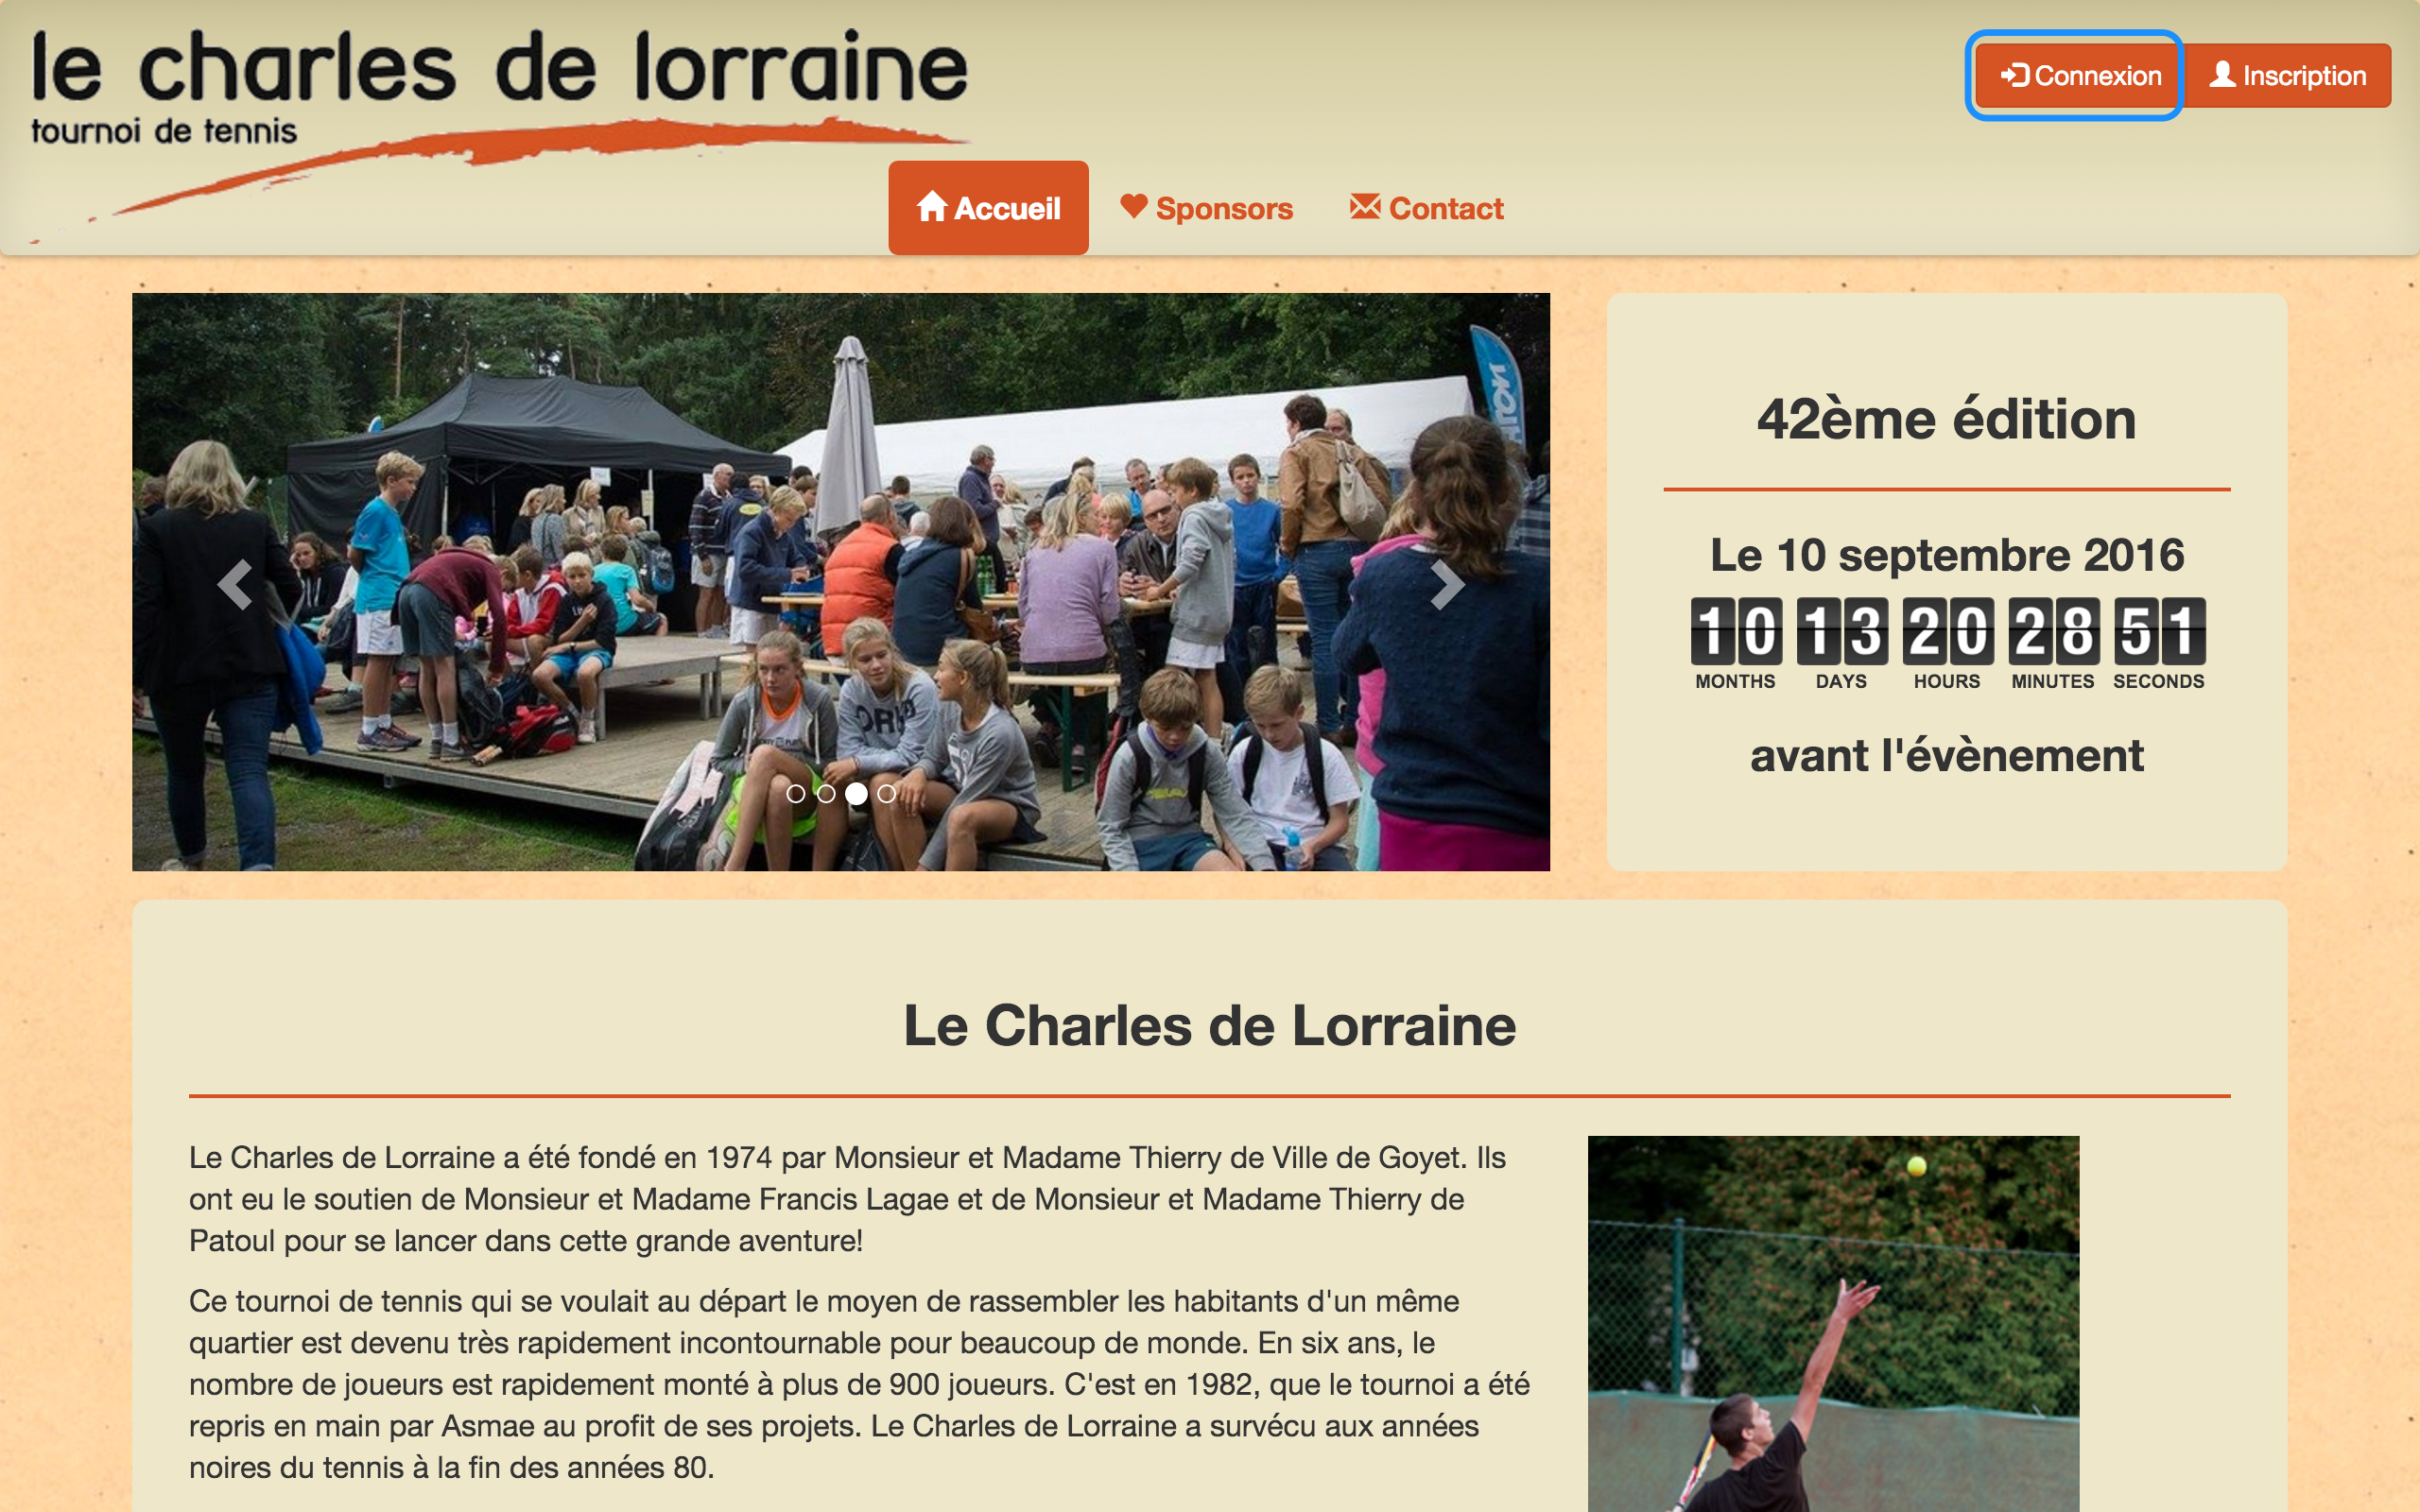 le charles de lorraine
tournoi de tennis
Connexion
Inscription
Accueil
Sponsors
Contact
42ème édition
Le 10 septembre 2016
10 13 20 28 51
MONTHS DAYS HOURS MINUTES SECONDS
avant l'évènement
Le Charles de Lorraine
Le Charles de Lorraine a été fondé en 1974 par Monsieur et Madame Thierry de Ville de Goyet. Ils
ont eu le soutien de Monsieur et Madame Francis Lagae et de Monsieur et Madame Thierry de
Patoul pour se lancer dans cette grande aventure!
Ce tournoi de tennis qui se voulait au départ le moyen de rassembler les habitants d'un même
quartier est devenu très rapidement incontournable pour beaucoup de monde. En six ans, le
nombre de joueurs est rapidement monté à plus de 900 joueurs. C'est en 1982, que le tournoi a été
repris en main par Asmae au profit de ses projets. Le Charles de Lorraine a survécu aux années
noires du tennis à la fin des années 80.